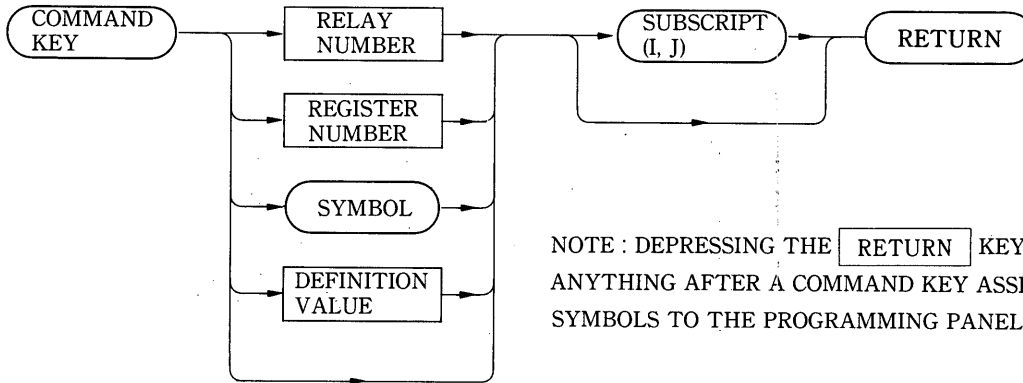 COMMAND
KEY
RELAY
NUMBER
REGISTER
NUMBER
SYMBOL
DEFINITION
VALUE
SUBSCRIPT
(I, J)
RETURN
NOTE : DEPRESSING THE RETURN KEY
ANYTHING AFTER A COMMAND KEY ASSI
SYMBOLS TO THE PROGRAMMING PANEL